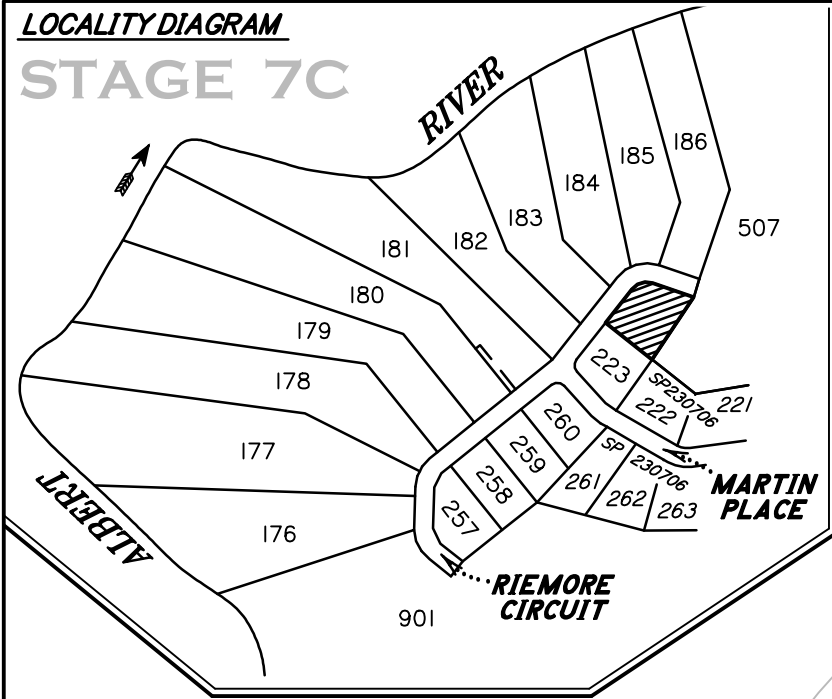 LOCALITY DIAGRAM
STAGE 7C
RIVER
186
185
184
183
182
181
507
180
179
178
223
SP230706
222
221
260
259
258
257
SP 230706
261
262
263
177
176
MARTIN
PLACE
ALBERT
RIEMORE
CIRCUIT
901